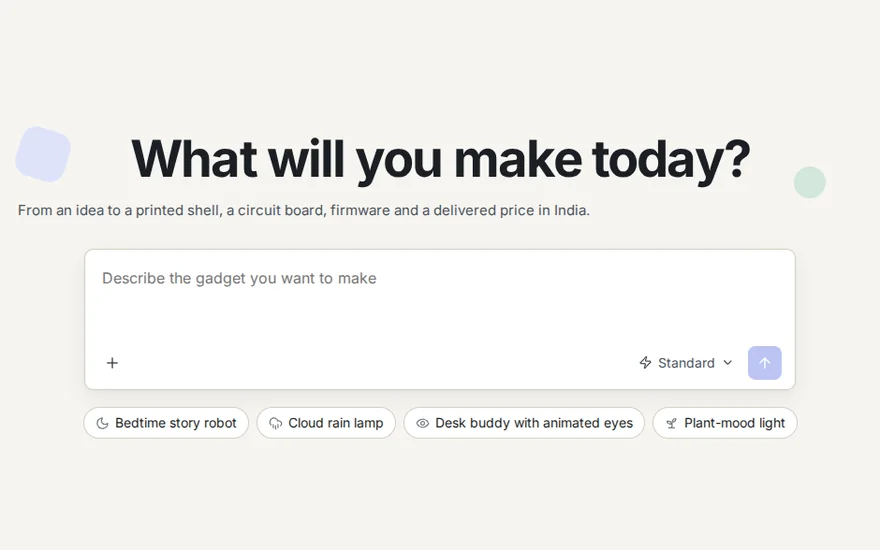 What will you make today?
From an idea to a printed shell, a circuit board, firmware and a delivered price in India.
Describe the gadget you want to make
Standard
Bedtime story robot
Cloud rain lamp
Desk buddy with animated eyes
Plant-mood light